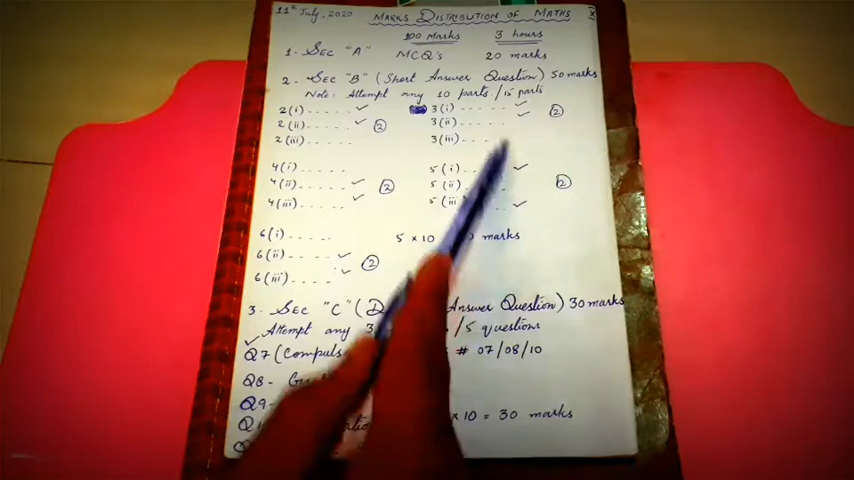 11th July, 2020
MARKS DISTRIBUTION OF MATHS
100 Marks 3 hours
1- SEC "A" MCQ's 20 marks
2- SEC "B" (Short Answer Question) 50 marks
Note: Attempt any 10 parts / 15 parts
2(i) ..... ✓ 3(i) ..... ✓
2(ii) ..... ✓ ② 3(ii) ..... ✓ ②
2(iii) ..... 3(iii) .....
4(i) ..... 5(i) ..... ✓
4(ii) ..... ✓ ② 5(ii) ②
4(iii) ..... ✓ 5(iii) ✓
6(i) ..... 5 × 10 marks
6(ii) ..... ✓ ②
6(iii) ..... ✓
3- SEC "C" Answer Question) 30 marks
Attempt any 3 / 5 questions
✓ Q7 # 07/08/10
Q8-
Q9-
× 10 = 30 marks